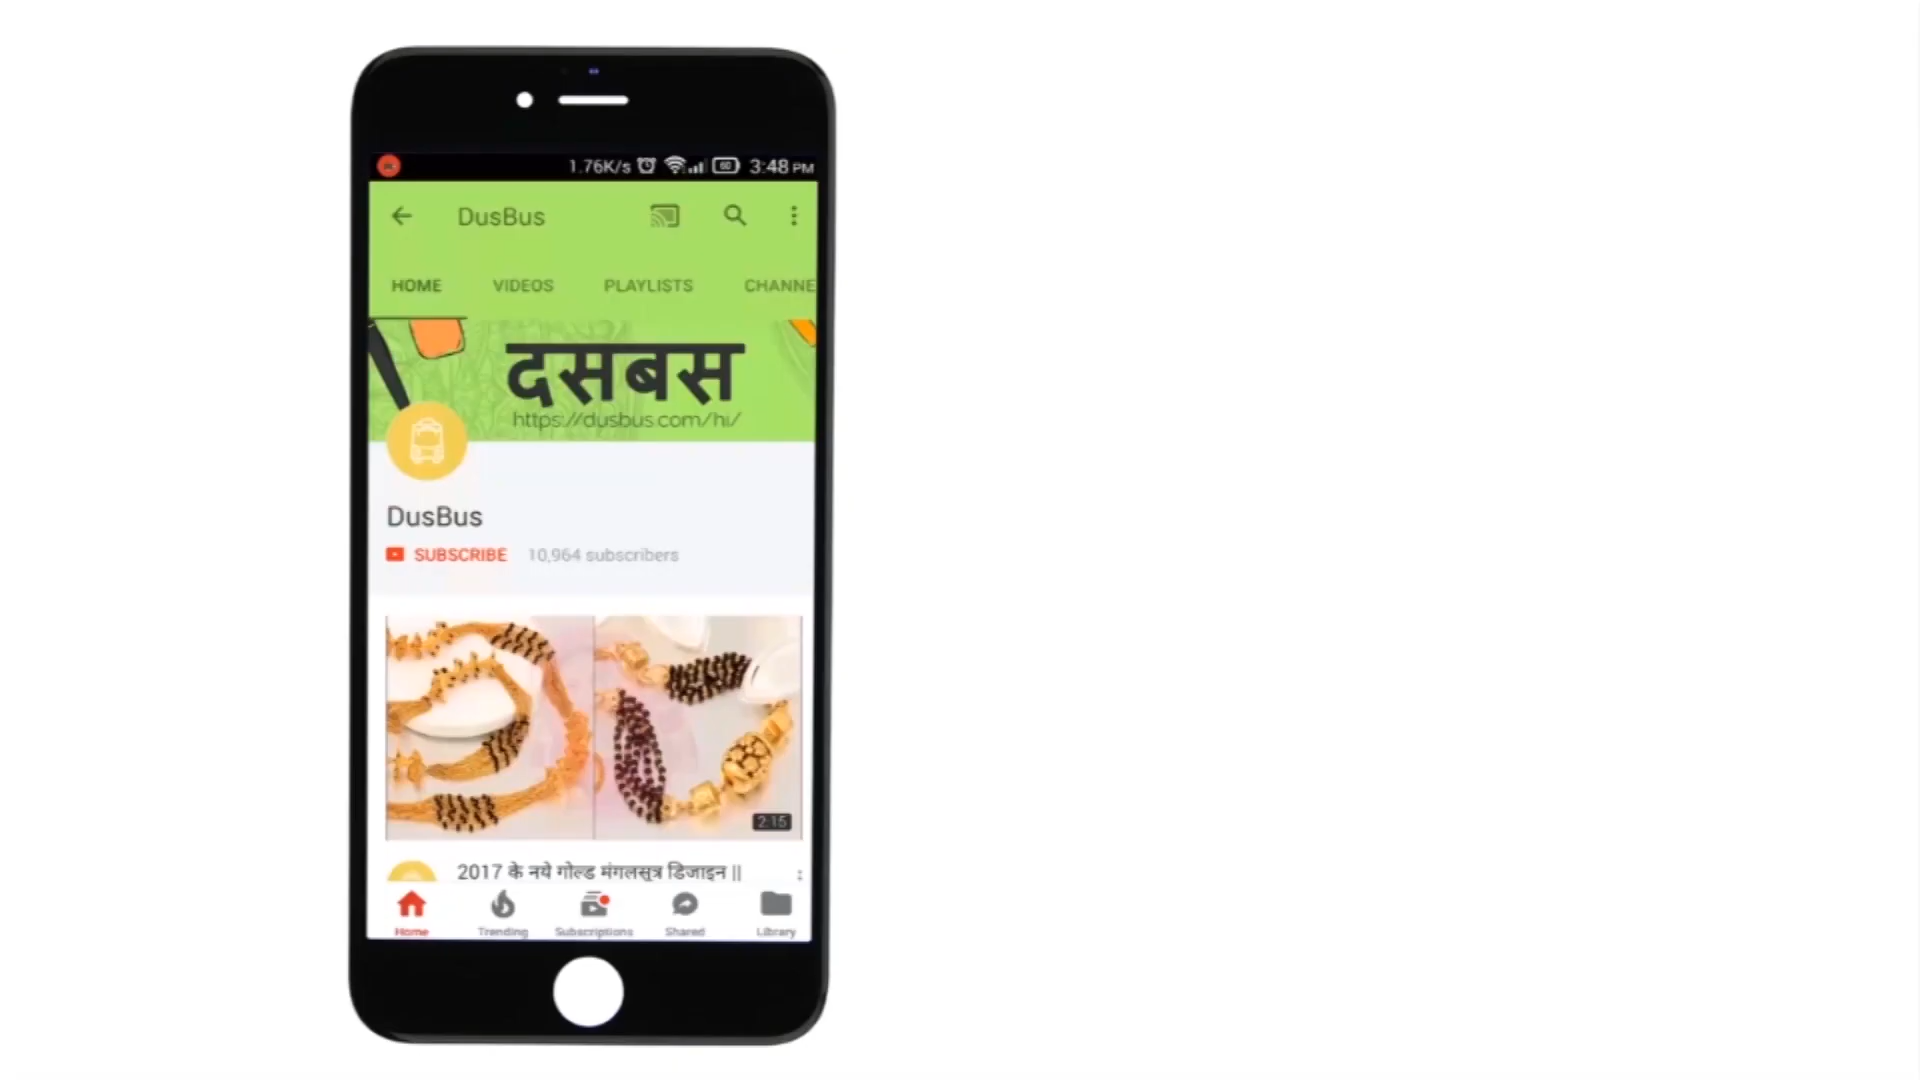 1.76K/s 60 3:48 PM
DusBus
HOME VIDEOS PLAYLISTS CHANNE
दसबस
https://dusbus.com/hi/
DusBus
SUBSCRIBE 10,964 subscribers
2:15
2017 के नये गोल्ड मंगलसूत्र डिजाइन ||
Home Trending Subscriptions Shared Library